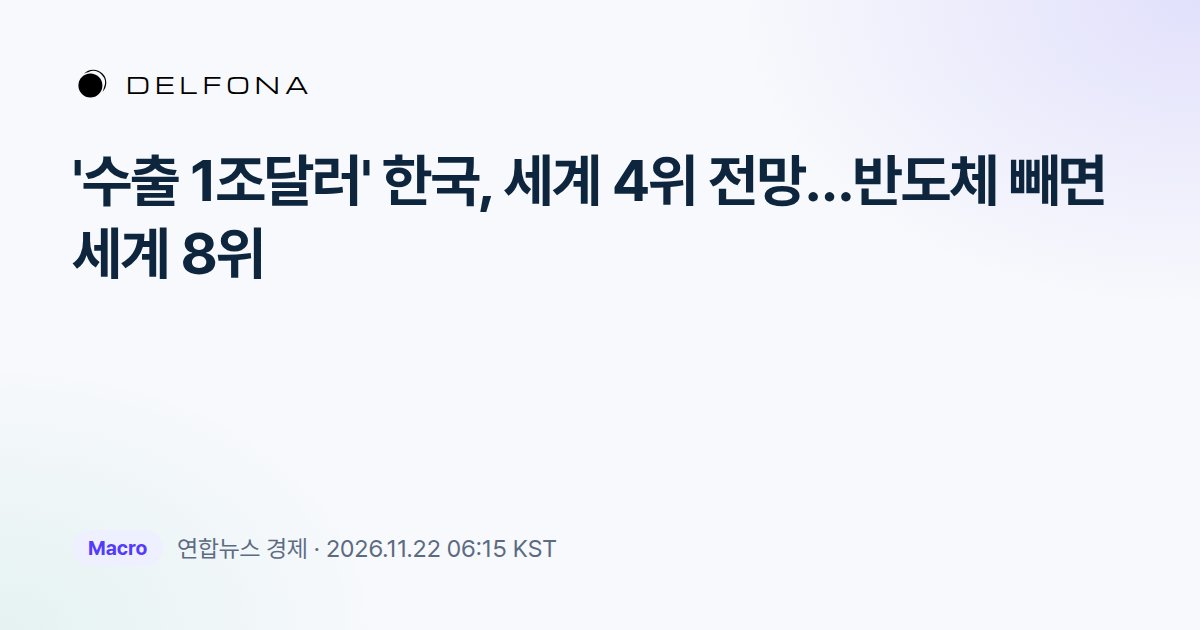 DELFONA
'수출 1조달러' 한국, 세계 4위 전망…반도체 빼면
세계 8위
Macro 연합뉴스 경제 · 2026.11.22 06:15 KST